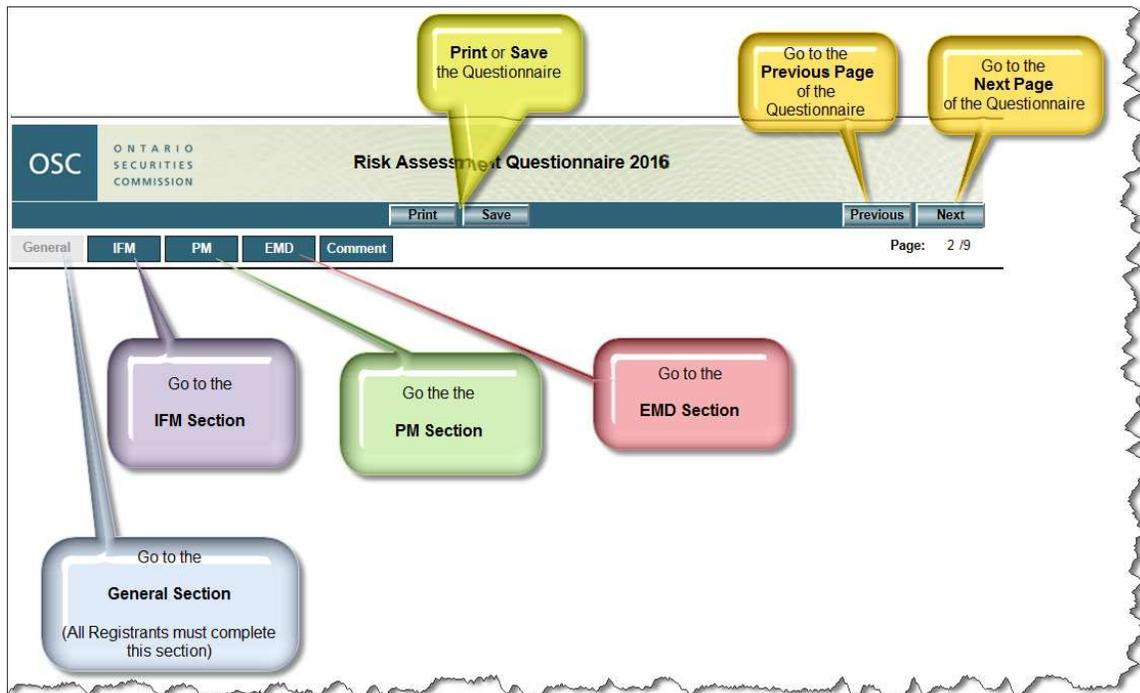 Print or Save
the Questionnaire
Go to the
Previous Page
of the
Questionnaire
Go to the
Next Page
of the Questionnaire
OSC
ONTARIO
SECURITIES
COMMISSION
Risk Assessment Questionnaire 2016
Print
Save
Previous
Next
General
IFM
PM
EMD
Comment
Page: 2 /9
Go to the
IFM Section
Go the the
PM Section
Go to the
EMD Section
Go to the
General Section
(All Registrants must complete
this section)